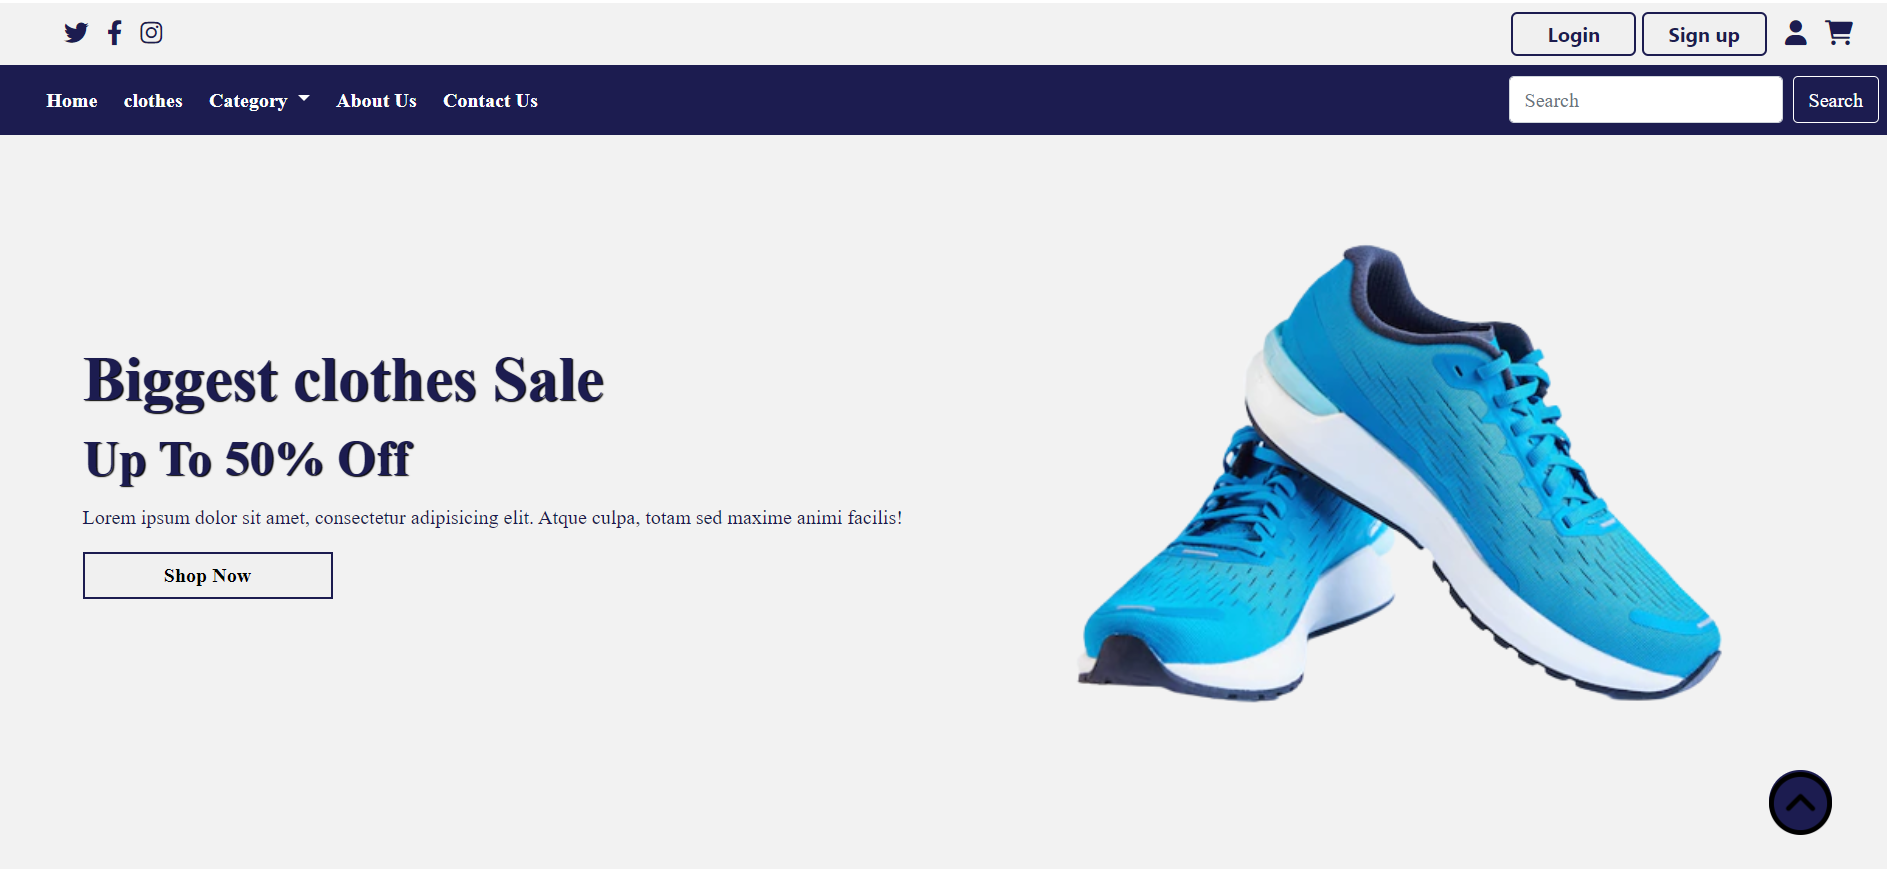 Login Sign up
Home clothes Category About Us Contact Us Search Search
Biggest clothes Sale
Up To 50% Off
Lorem ipsum dolor sit amet, consectetur adipisicing elit. Atque culpa, totam sed maxime animi facilis!
Shop Now